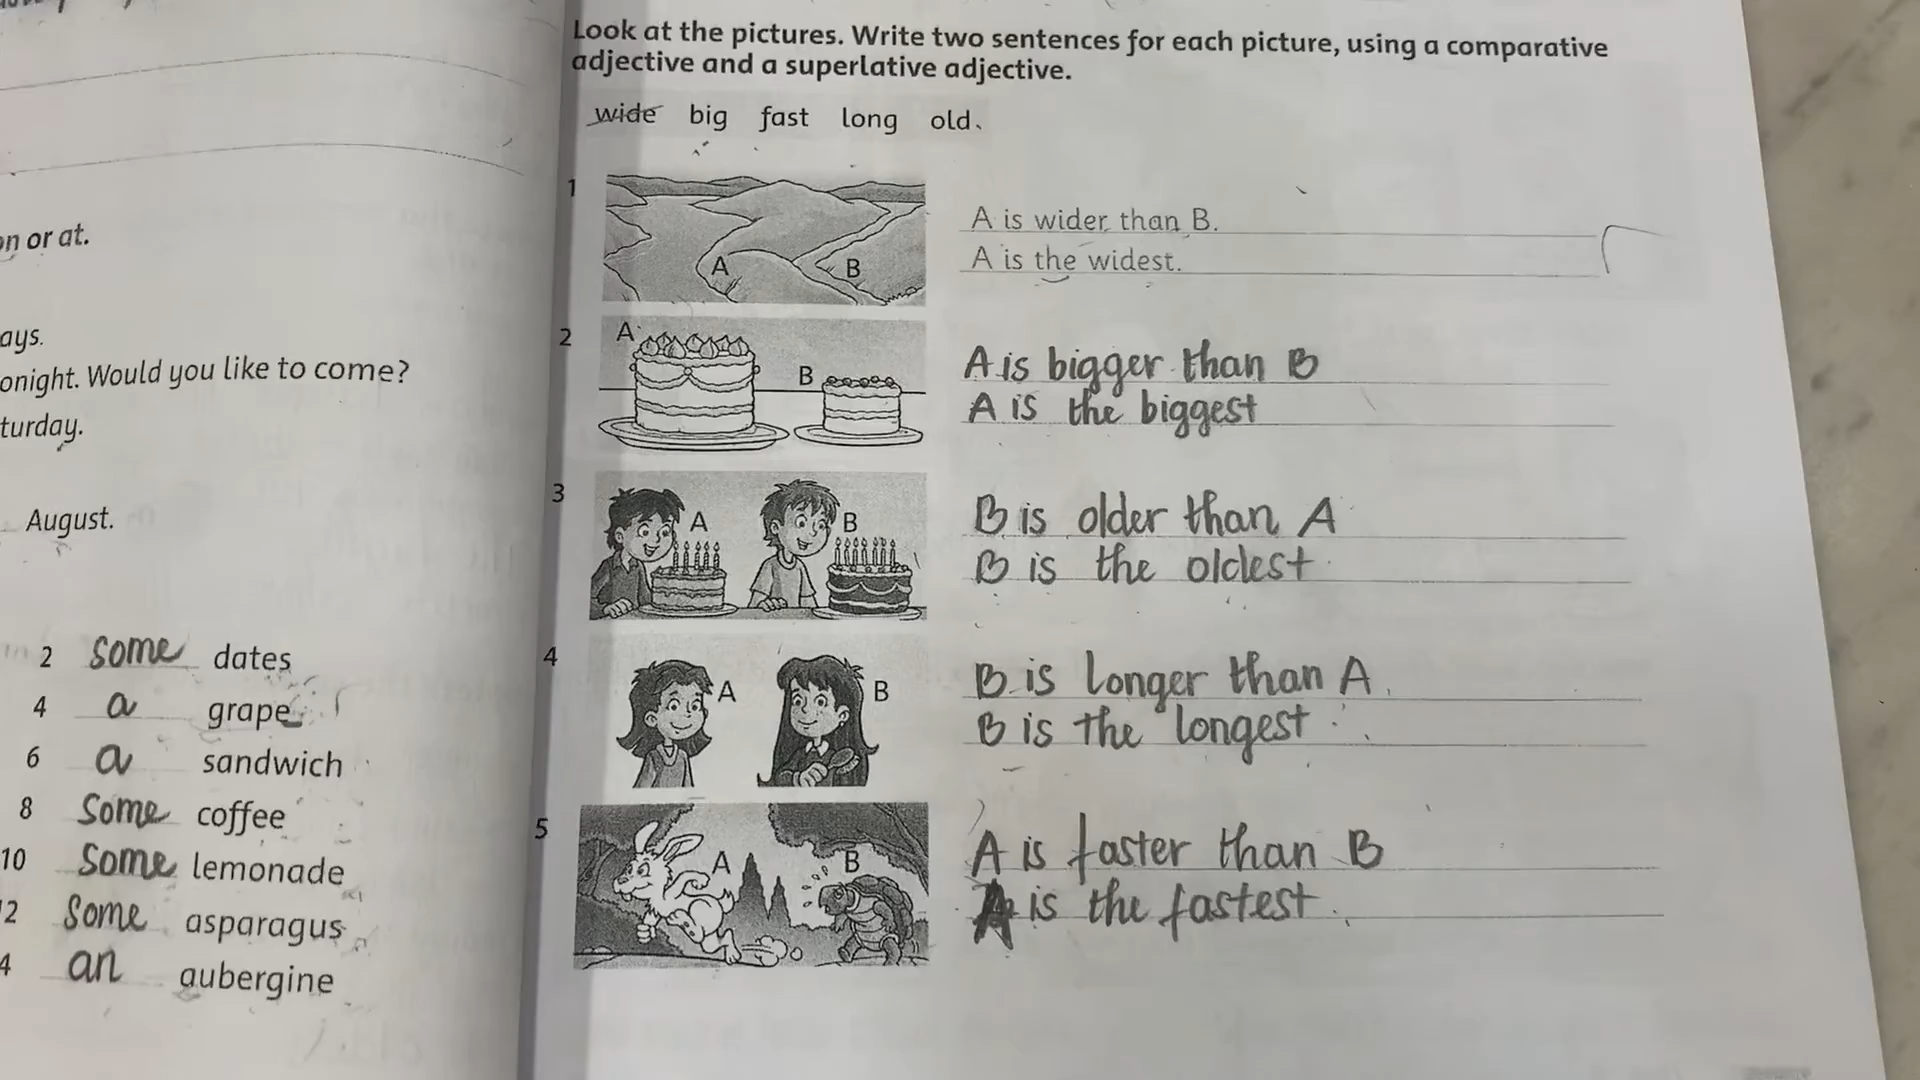 on or at.
ays.
onight. Would you like to come?
turday.
August.
2 some dates
4 a grape
6 a sandwich
8 some coffee
10 some lemonade
2 some asparagus
4 an aubergine
Look at the pictures. Write two sentences for each picture, using a comparative
adjective and a superlative adjective.
wide big fast long old
1
A
B
A is wider than B.
A is the widest.
2
A
B
A is bigger than B
A is the biggest
3
A
B
B is older than A
B is the oldest
4
A
B
B is longer than A
B is the longest
5
A
B
A is faster than B
A is the fastest